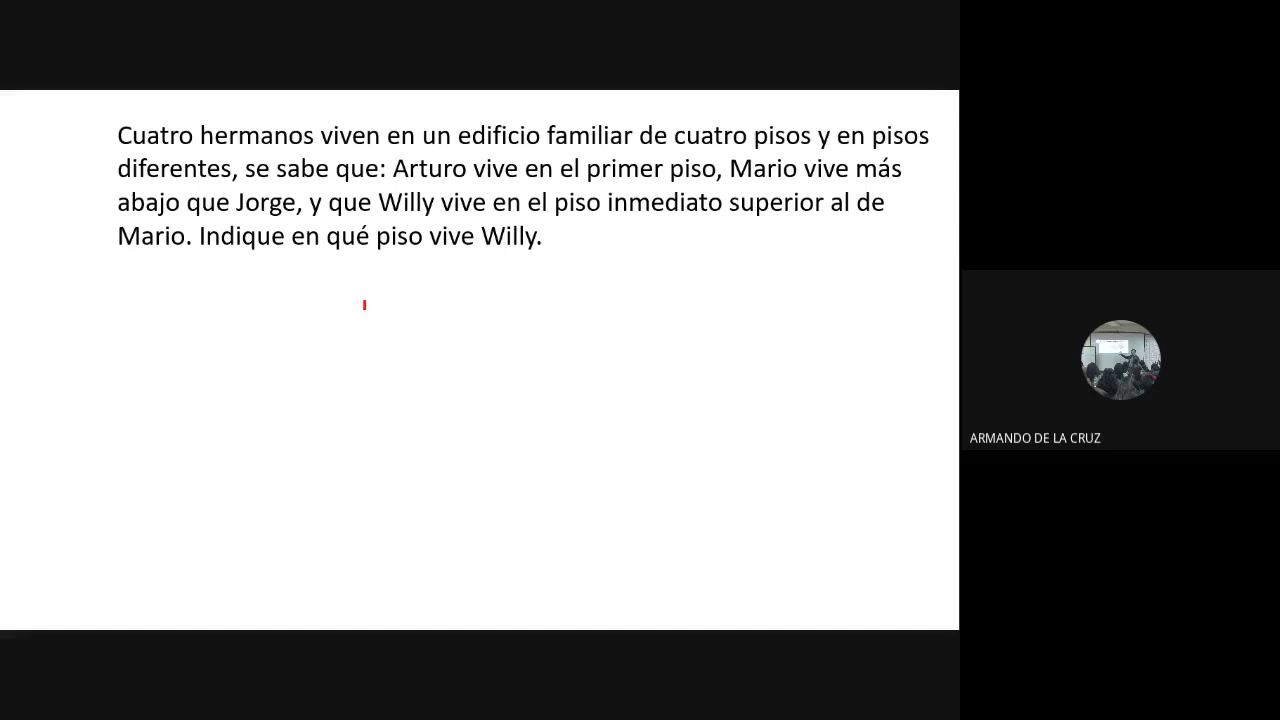 Cuatro hermanos viven en un edificio familiar de cuatro pisos y en pisos
diferentes, se sabe que: Arturo vive en el primer piso, Mario vive más
abajo que Jorge, y que Willy vive en el piso inmediato superior al de
Mario. Indique en qué piso vive Willy.
ARMANDO DE LA CRUZ